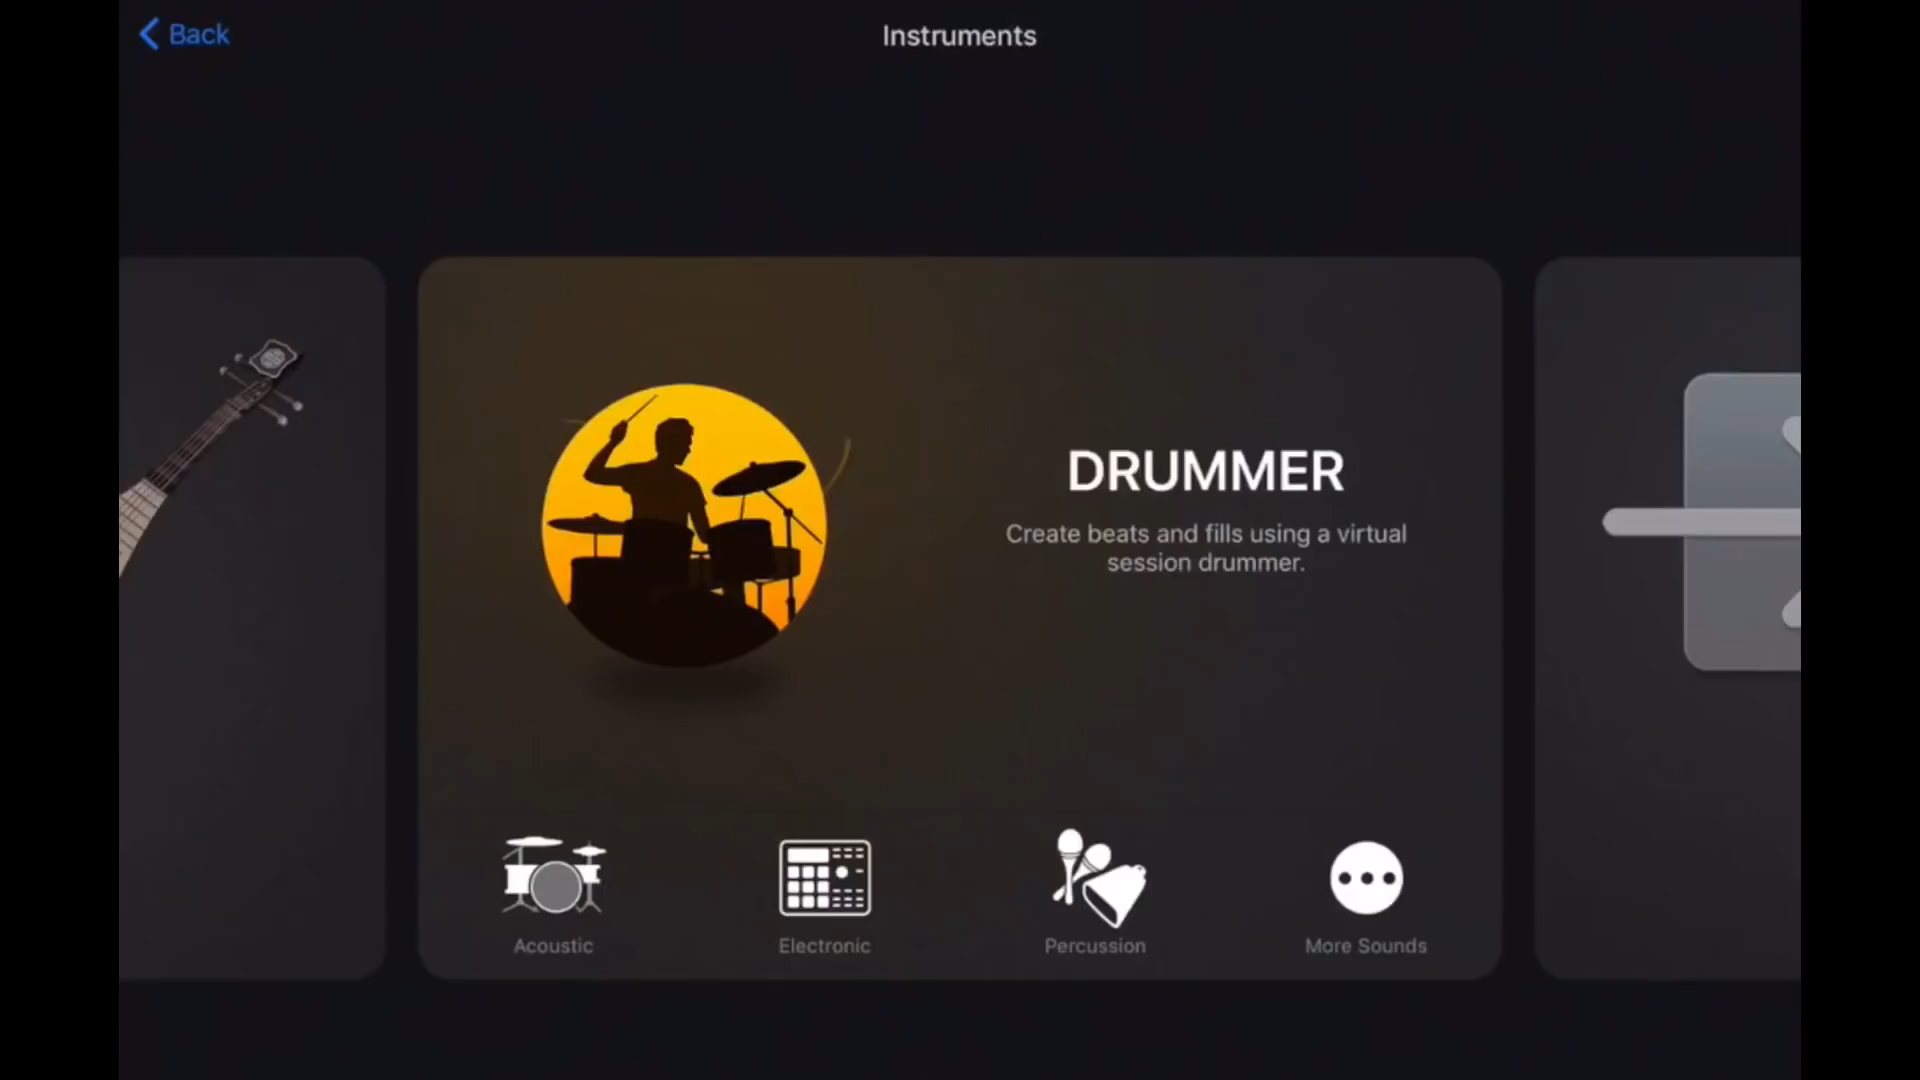 Back
Instruments
DRUMMER
Create beats and fills using a virtual
session drummer.
Acoustic
Electronic
Percussion
More Sounds